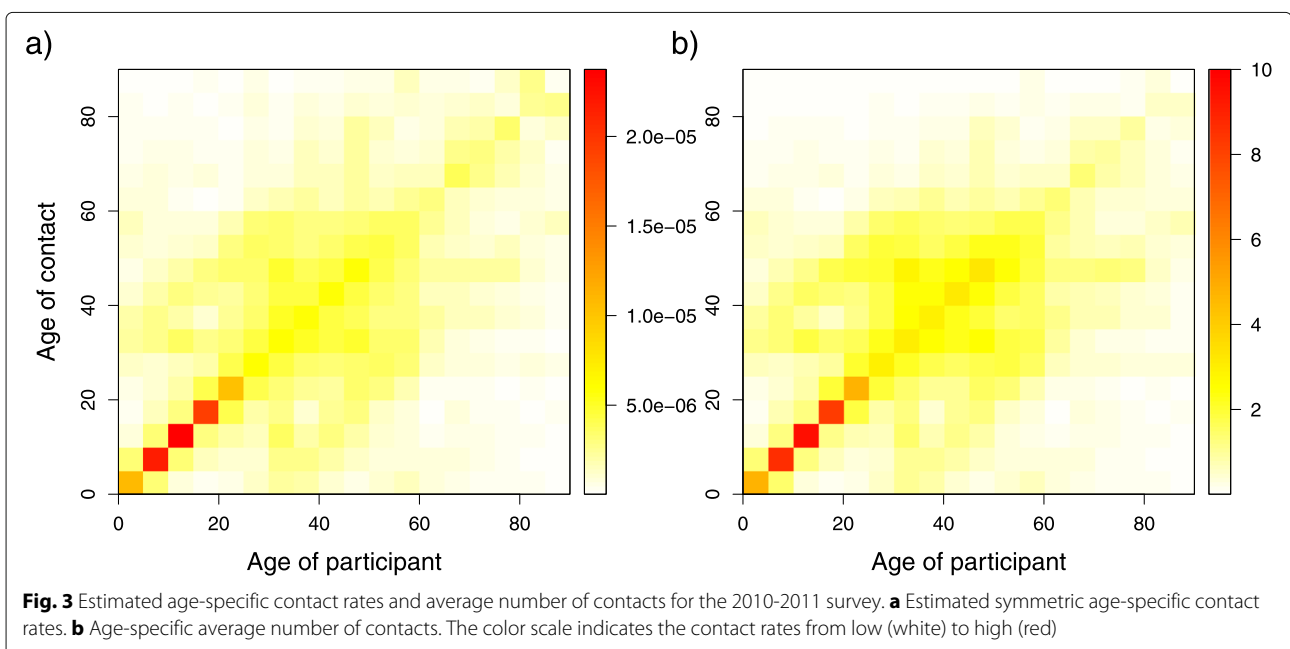 a)
b)
80
60
40
20
0
Age of contact
2.0e−05
1.5e−05
1.0e−05
5.0e−06
0 20 40 60 80
Age of participant
80
60
40
20
0
10
8
6
4
2
0 20 40 60 80
Age of participant
Fig. 3 Estimated age-specific contact rates and average number of contacts for the 2010-2011 survey. a Estimated symmetric age-specific contact
rates. b Age-specific average number of contacts. The color scale indicates the contact rates from low (white) to high (red)